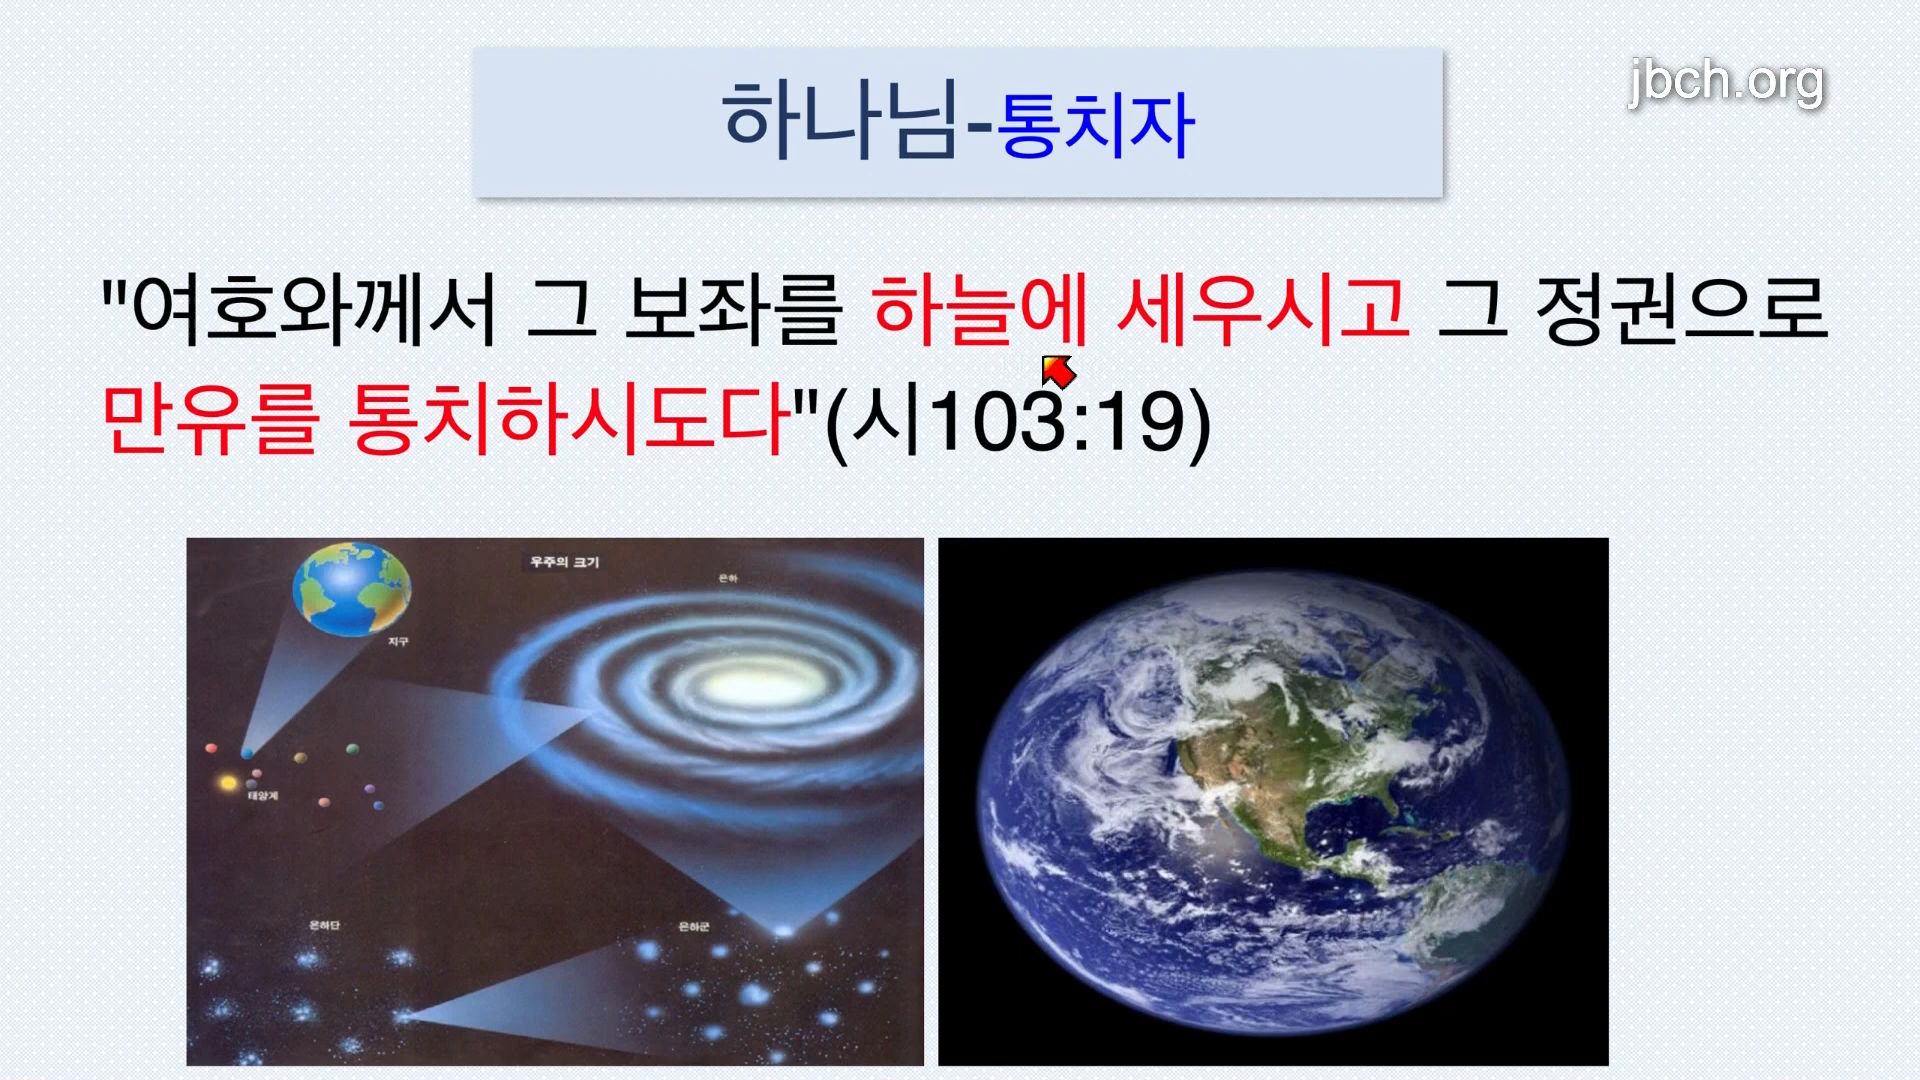 하나님-통치자
jbch.org
"여호와께서 그 보좌를 하늘에 세우시고 그 정권으로
만유를 통치하시도다"(시103:19)
우주의 크기
은하
지구
태양계
은하단
은하군